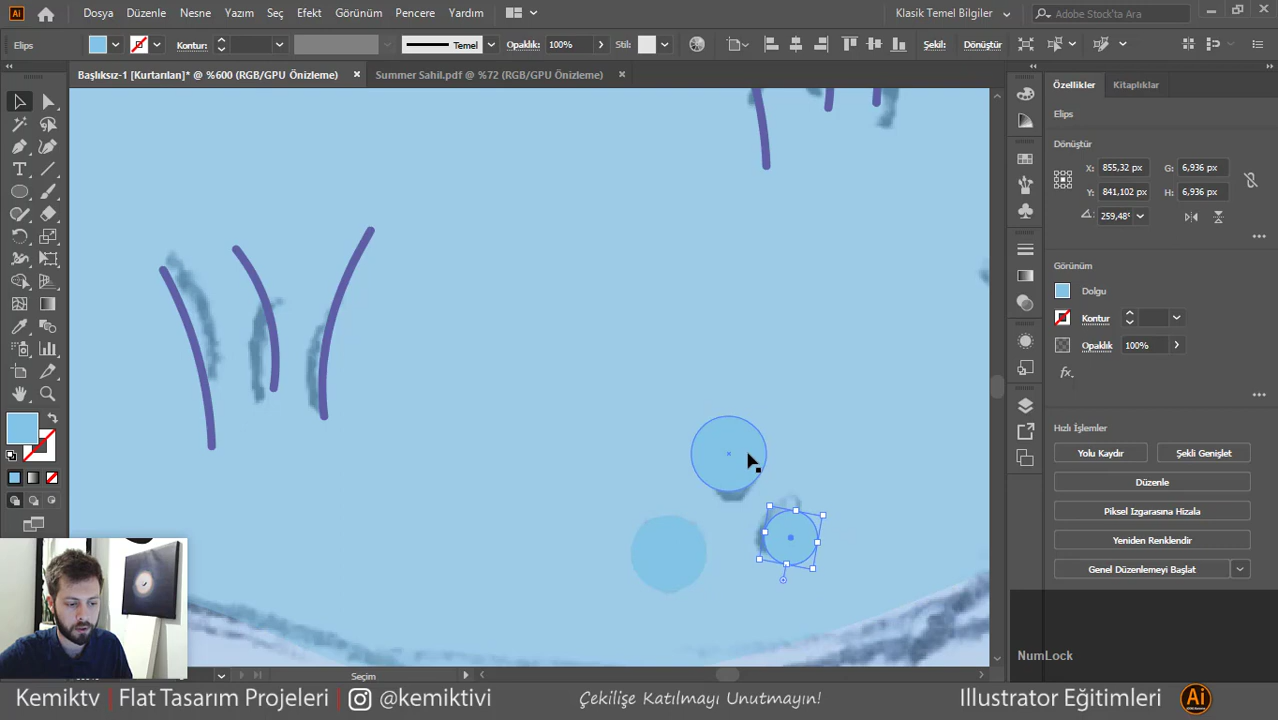 Dosya Düzenle Nesne Yazım Seç Efekt Görünüm Pencere Yardım Klasik Temel Bilgiler Adobe Stock'ta Ara
Elips Kontur: Temel Opaklık: 100% Stil: Şekil: Dönüştür
Başlıksız-1 [Kurtarılan]* @ %600 (RGB/GPU Önizleme) Summer Sahil.pdf @ %72 (RGB/GPU Önizleme)
Özellikler Kitaplıklar
Elips
Dönüştür
X: 855,32 px G: 6,936 px
Y: 841,102 px H: 6,936 px
259,48°
Görünüm
Dolgu
Kontur
Opaklık 100%
fx.
Hızlı İşlemler
Yolu Kaydır Şekli Genişlet
Düzenle
Piksel Izgarasına Hizala
Yeniden Renklendir
Genel Düzenlemeyi Başlat
NumLock
Seçim
Kemiktv | Flat Tasarım Projeleri @kemiktivi Çekilişe Katılmayı Unutmayın! Illustrator Eğitimleri Ai